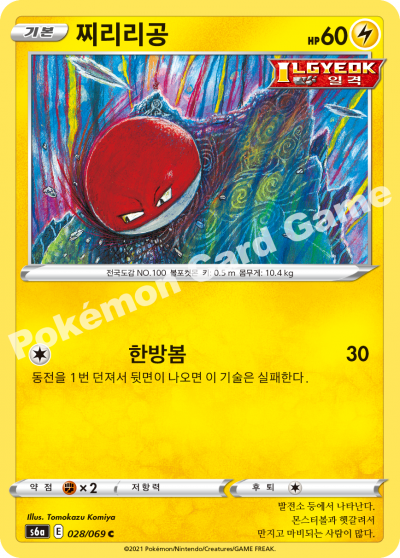 기본 찌리리공 HP 60
ILGYEOK
일격
전국도감 NO.100 볼포켓몬 키: 0.5 m 몸무게: 10.4 kg
Pokémon Card Game
한방봄 30
동전을 1번 던져서 뒷면이 나오면 이 기술은 실패한다.
약점 ×2 저항력 후퇴
Illus. Tomokazu Komiya
s6a E 028/069 C
발전소 등에서 나타난다.
몬스터볼과 헷갈려서
만지고 마비되는 사람이 많다.
©2021 Pokémon/Nintendo/Creatures/GAME FREAK.